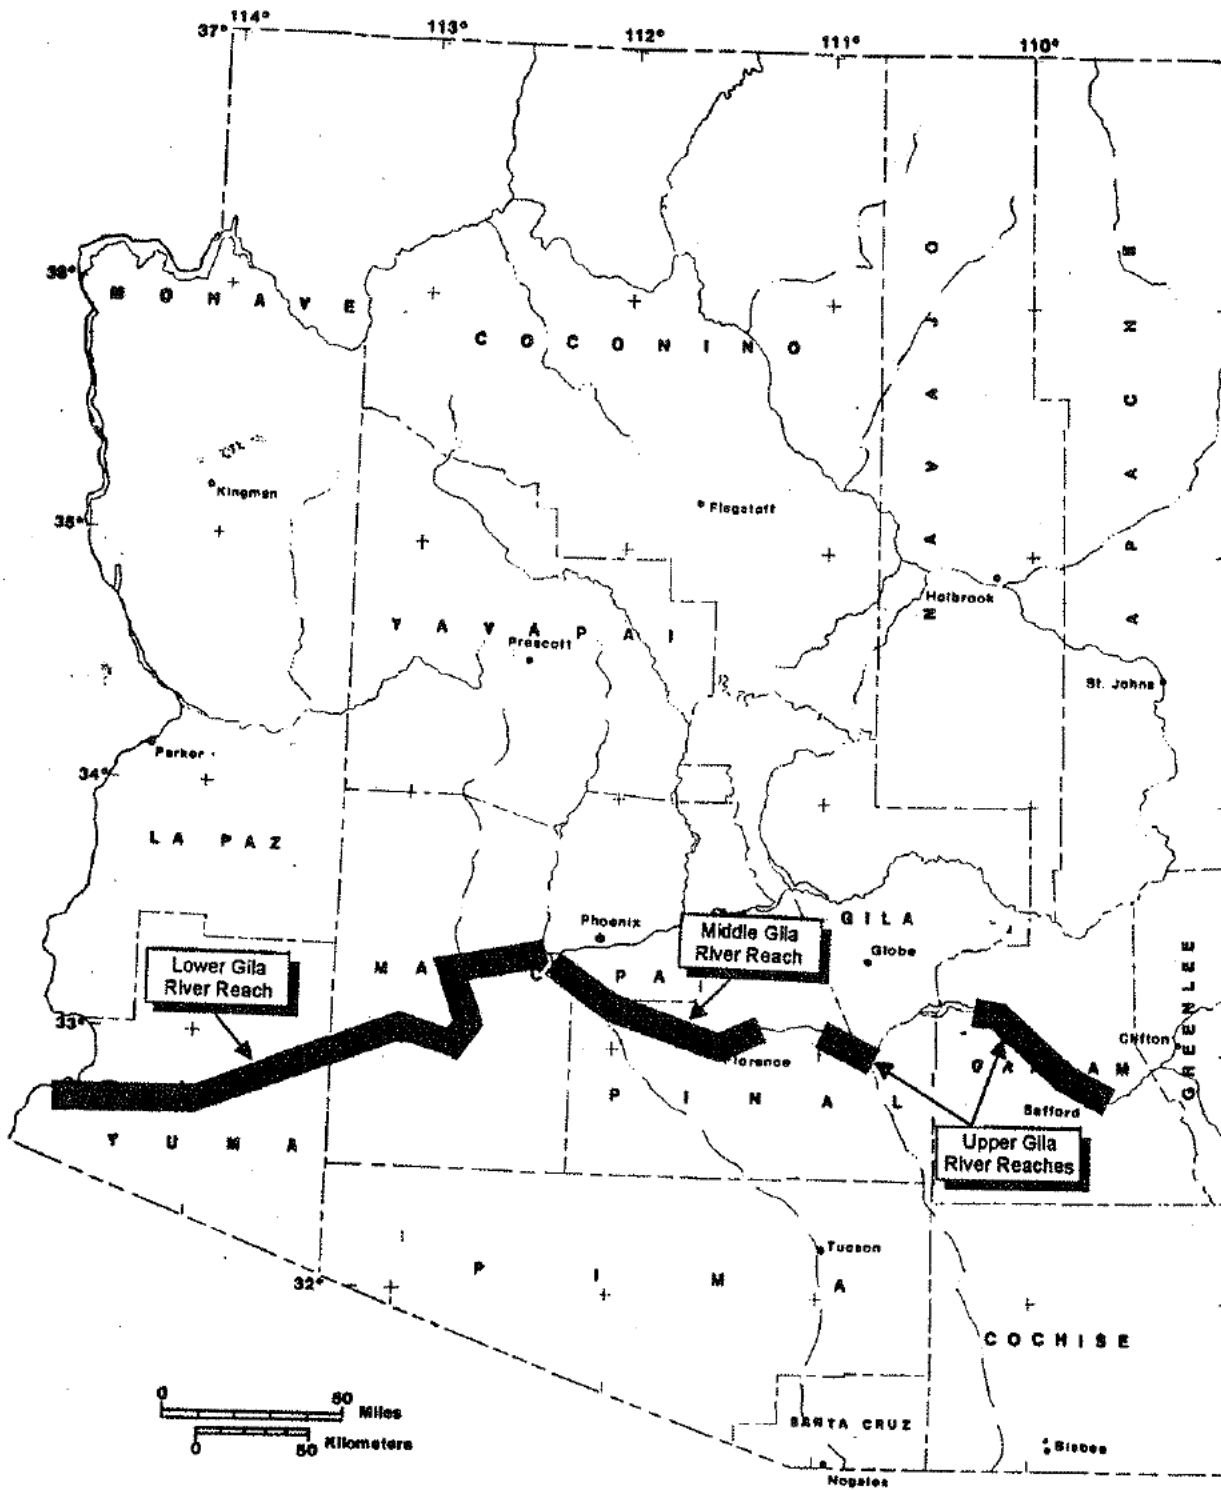 114°
37°
113°
112°
111°
110°
36°
MOHAVE
COCONINO
NAVAJO
APACHE
Kingman
Flagstaff
35°
Holbrook
YAVAPAI
Prescott
St. Johns
Parker
34°
LA PAZ
Phoenix
Middle Gila
River Reach
GILA
Globe
Lower Gila
River Reach
MA
C
PA
33°
Clifton
GREENLEE
lorence
AM
PINAL
Safford
YUMA
Upper Gila
River Reaches
Tucson
32°
PIMA
COCHISE
0
50
Miles
0
50
Kilometers
SANTA CRUZ
Bisbee
Nogales